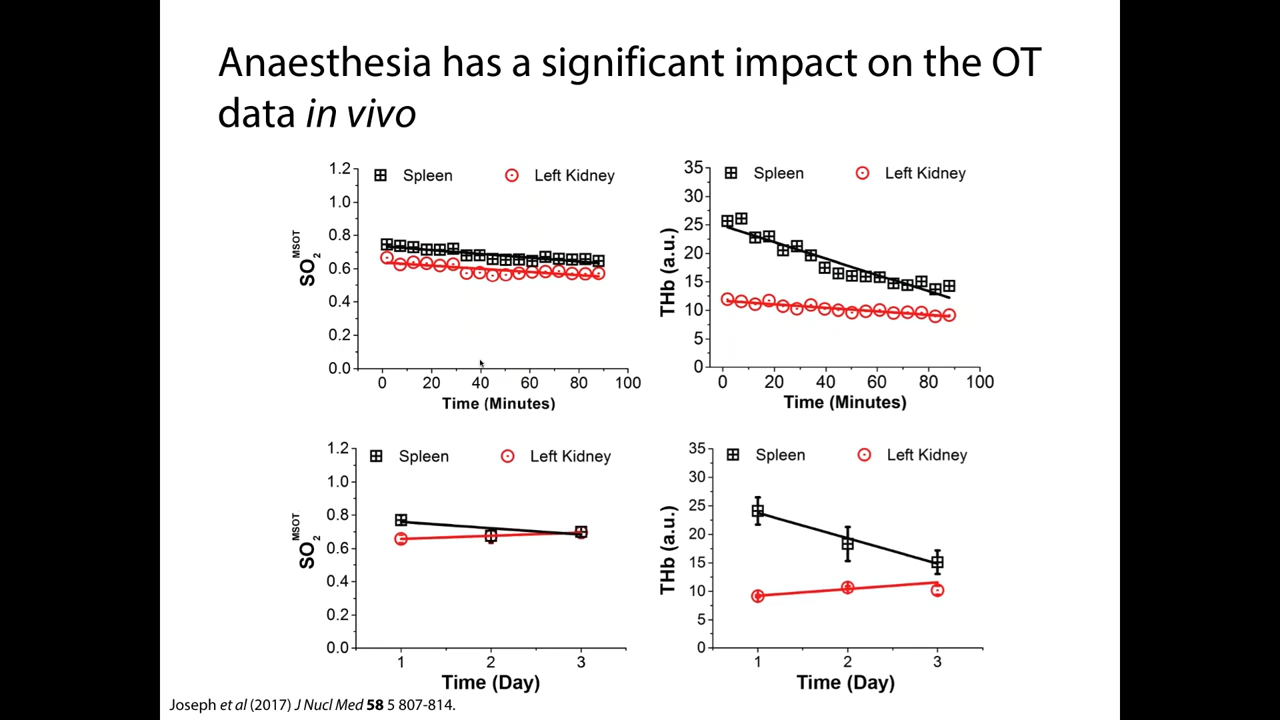 Anaesthesia has a significant impact on the OT
data in vivo
1.2
1.0
0.8
0.6
0.4
0.2
0.0
SO2MSOT
Spleen
Left Kidney
0 20 40 60 80 100
Time (Minutes)
35
30
25
20
15
10
5
0
THb (a.u.)
Spleen
Left Kidney
0 20 40 60 80 100
Time (Minutes)
1.2
1.0
0.8
0.6
0.4
0.2
0.0
SO2MSOT
Spleen
Left Kidney
1 2 3
Time (Day)
35
30
25
20
15
10
5
0
THb (a.u.)
Spleen
Left Kidney
1 2 3
Time (Day)
Joseph et al (2017) J Nucl Med 58 5 807-814.